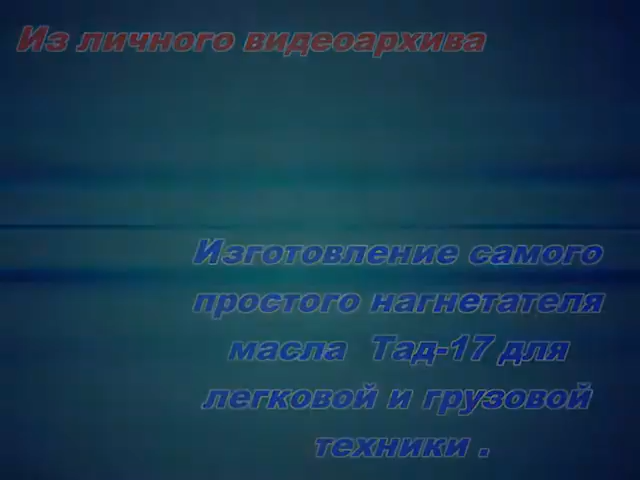 Из личного видеоархива
Изготовление самого
простого нагнетателя
масла Тад-17 для
легковой и грузовой
техники .